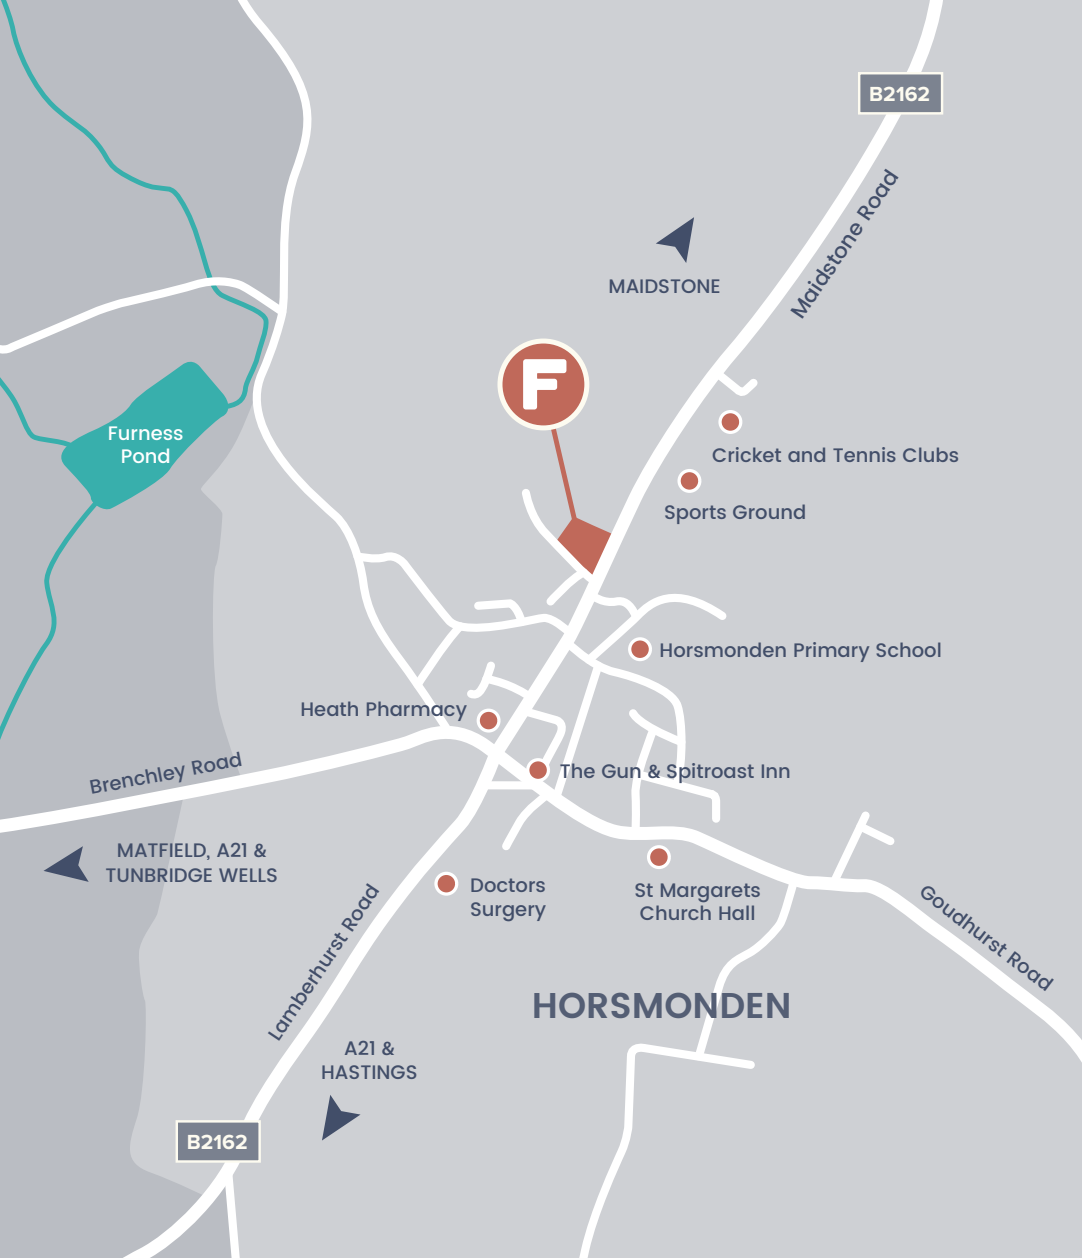 B2162
Maidstone Road
MAIDSTONE
F
Cricket and Tennis Clubs
Furness
Pond
Sports Ground
Horsmonden Primary School
Heath Pharmacy
Brenchley Road
The Gun & Spitroast Inn
MATFIELD, A21 &
TUNBRIDGE WELLS
Doctors
Surgery
St Margarets
Church Hall
Goudhurst Road
Lamberhurst Road
HORSMONDEN
A21 &
HASTINGS
B2162